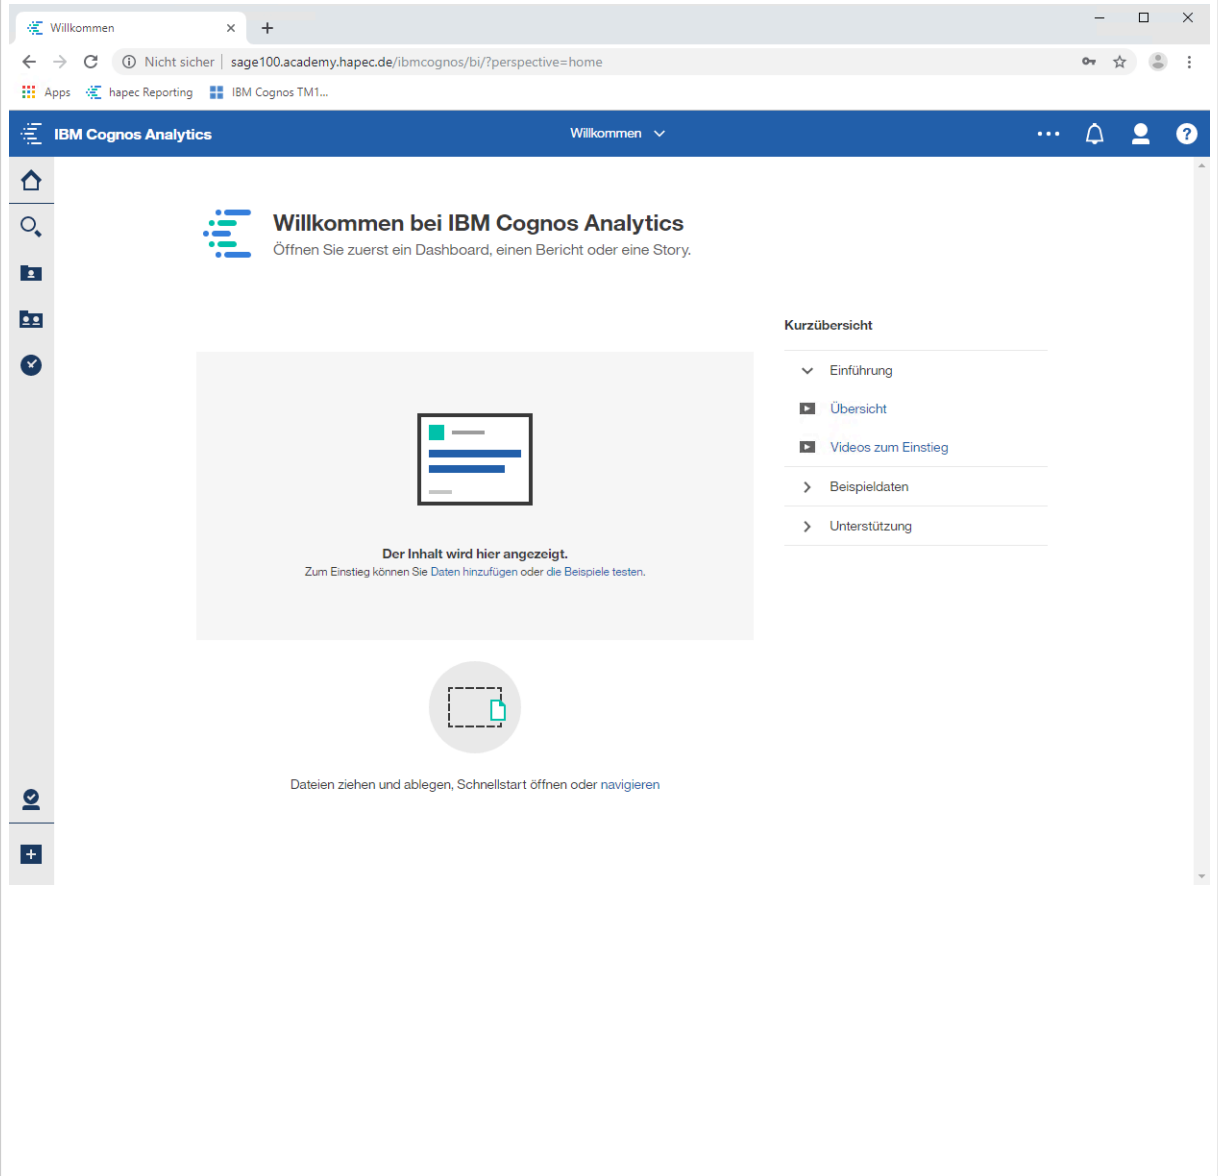 Willkommen
Nicht sicher | sage100.academy.hapec.de/ibmcognos/bi/?perspective=home
Apps hapec Reporting IBM Cognos TM1...
IBM Cognos Analytics Willkommen
Willkommen bei IBM Cognos Analytics
Öffnen Sie zuerst ein Dashboard, einen Bericht oder eine Story.
Kurzübersicht
Einführung
Übersicht
Videos zum Einstieg
Beispieldaten
Unterstützung
Der Inhalt wird hier angezeigt.
Zum Einstieg können Sie Daten hinzufügen oder die Beispiele testen.
Dateien ziehen und ablegen, Schnellstart öffnen oder navigieren